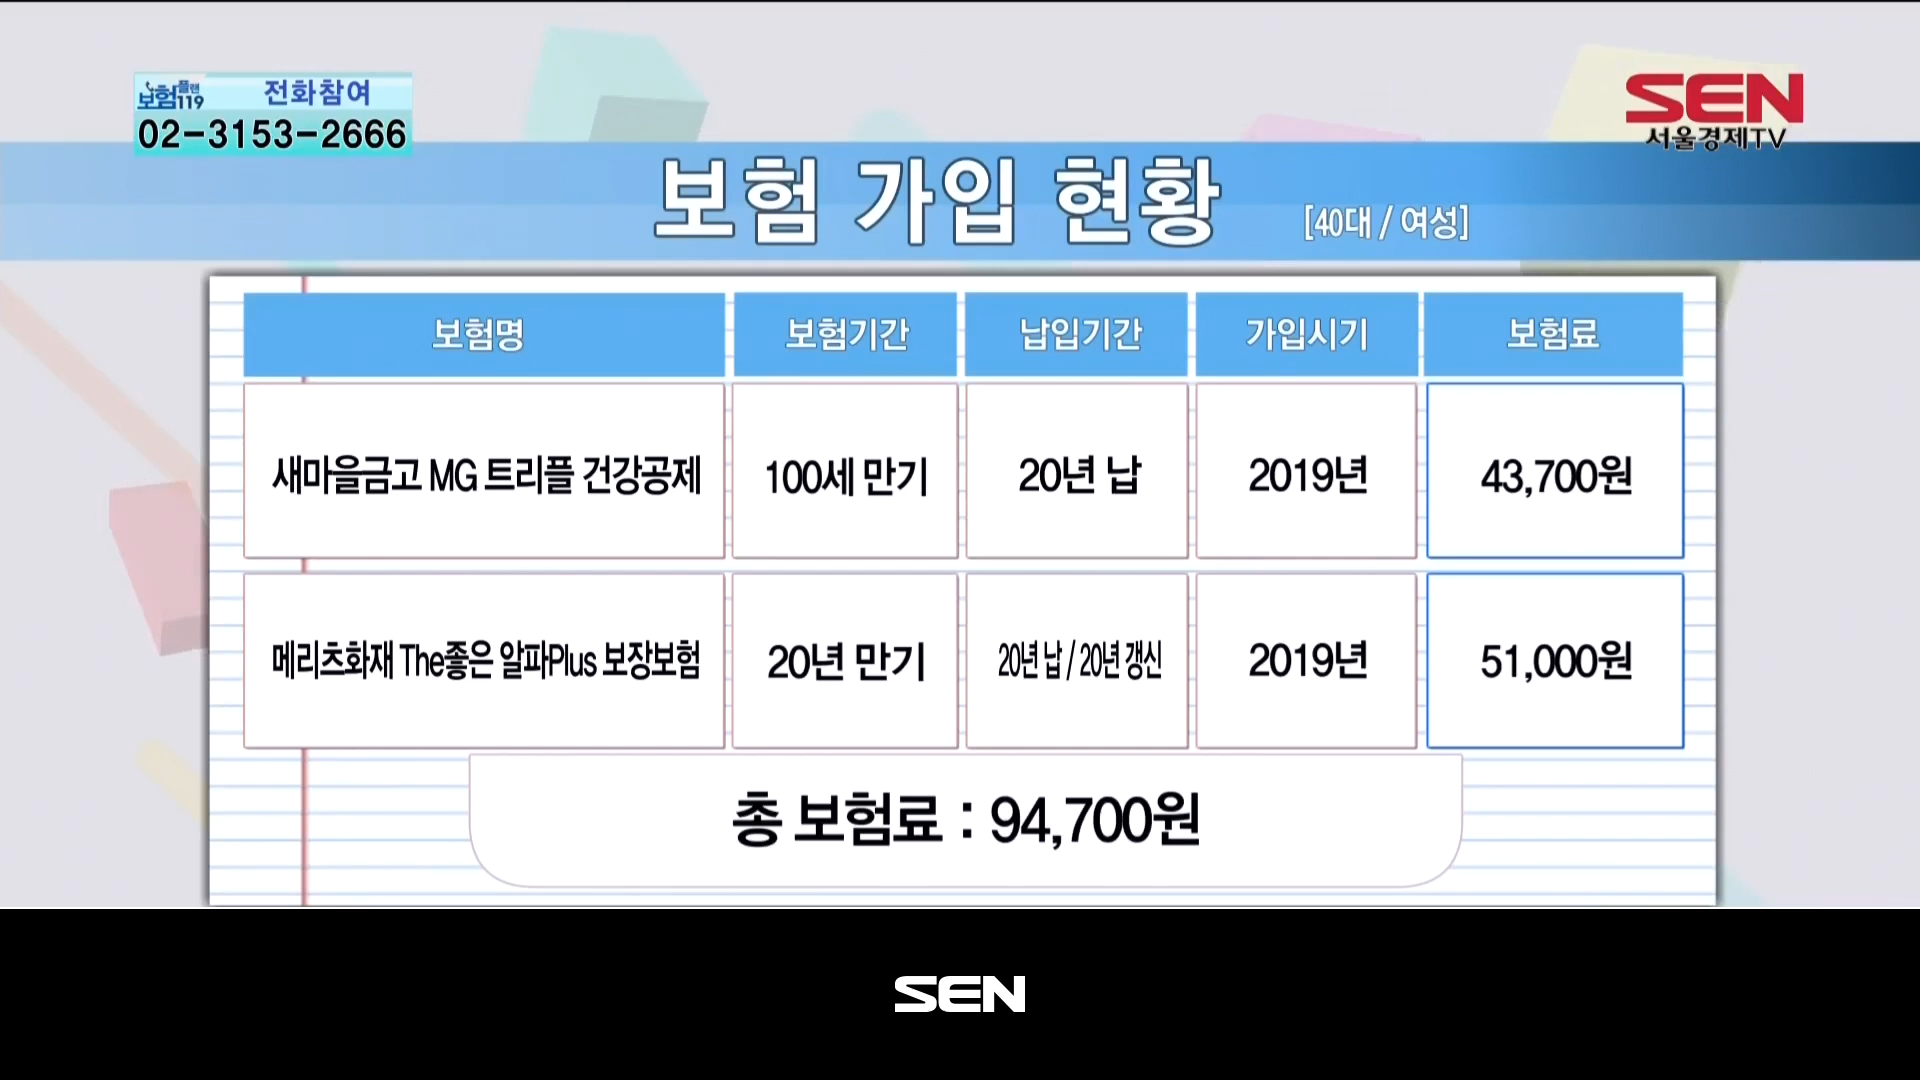 보험플랜119 전화참여
02-3153-2666
SEN
서울경제TV
보험 가입 현황 [40대 / 여성]
보험명 보험기간 납입기간 가입시기 보험료
새마을금고 MG 트리플 건강공제 100세 만기 20년 납 2019년 43,700원
메리츠화재 The좋은 알파Plus 보장보험 20년 만기 20년 납 / 20년 갱신 2019년 51,000원
총 보험료 : 94,700원
SEN